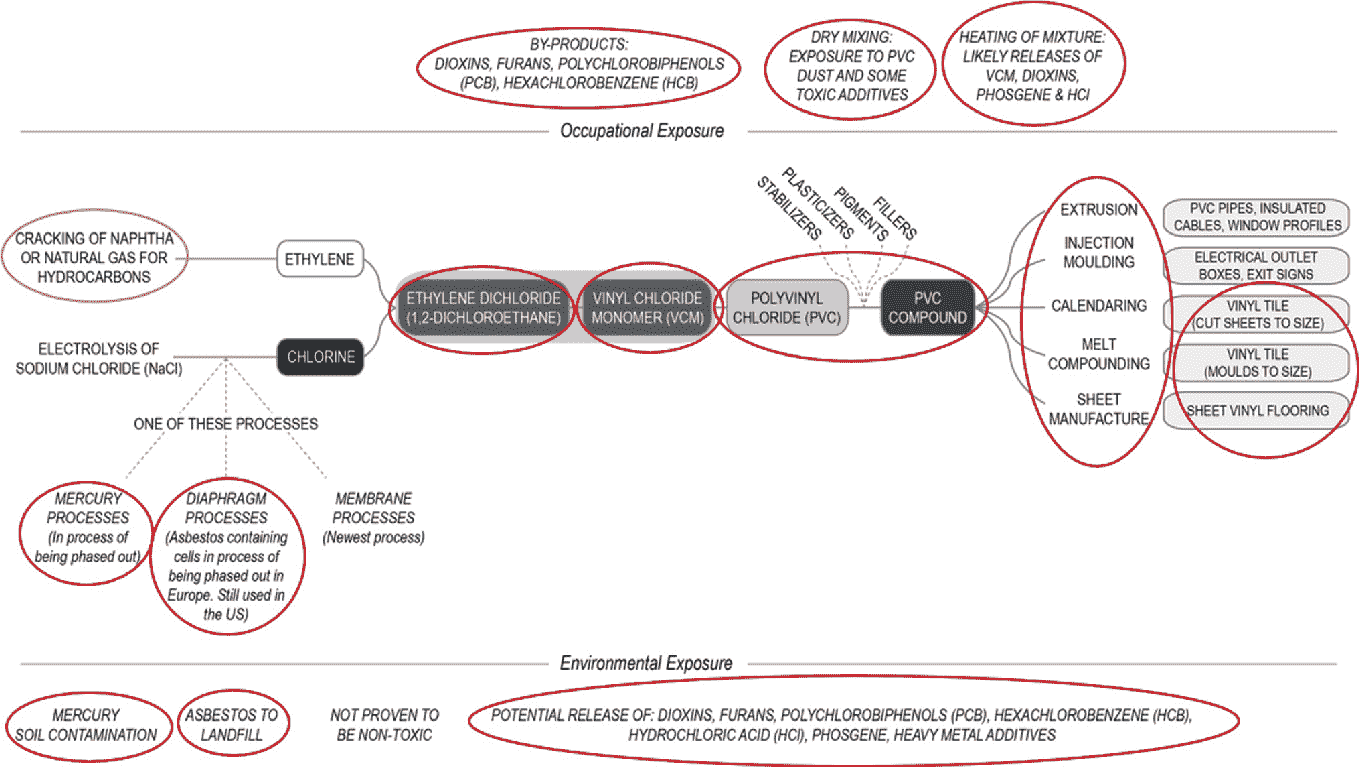 BY-PRODUCTS:
DIOXINS, FURANS, POLYCHLOROBIPHENOLS
(PCB), HEXACHLOROBENZENE (HCB)
DRY MIXING:
EXPOSURE TO PVC
DUST AND SOME
TOXIC ADDITIVES
HEATING OF MIXTURE:
LIKELY RELEASES OF
VCM, DIOXINS,
PHOSGENE & HCl
Occupational Exposure
CRACKING OF NAPHTHA
OR NATURAL GAS FOR
HYDROCARBONS
ETHYLENE
ELECTROLYSIS OF
SODIUM CHLORIDE (NaCl)
CHLORINE
ONE OF THESE PROCESSES
MERCURY
PROCESSES
(In process of
being phased out)
DIAPHRAGM
PROCESSES
(Asbestos containing
cells in process of
being phased out in
Europe. Still used in
the US)
MEMBRANE
PROCESSES
(Newest process)
ETHYLENE DICHLORIDE
(1,2-DICHLOROETHANE)
VINYL CHLORIDE
MONOMER (VCM)
POLYVINYL
CHLORIDE (PVC)
STABILIZERS
PLASTICIZERS
PIGMENTS
FILLERS
PVC
COMPOUND
EXTRUSION
PVC PIPES, INSULATED
CABLES, WINDOW PROFILES
INJECTION
MOULDING
ELECTRICAL OUTLET
BOXES, EXIT SIGNS
CALENDARING
VINYL TILE
(CUT SHEETS TO SIZE)
MELT
COMPOUNDING
VINYL TILE
(MOULDS TO SIZE)
SHEET
MANUFACTURE
SHEET VINYL FLOORING
Environmental Exposure
MERCURY
SOIL CONTAMINATION
ASBESTOS TO
LANDFILL
NOT PROVEN TO
BE NON-TOXIC
POTENTIAL RELEASE OF: DIOXINS, FURANS, POLYCHLOROBIPHENOLS (PCB), HEXACHLOROBENZENE (HCB),
HYDROCHLORIC ACID (HCl), PHOSGENE, HEAVY METAL ADDITIVES